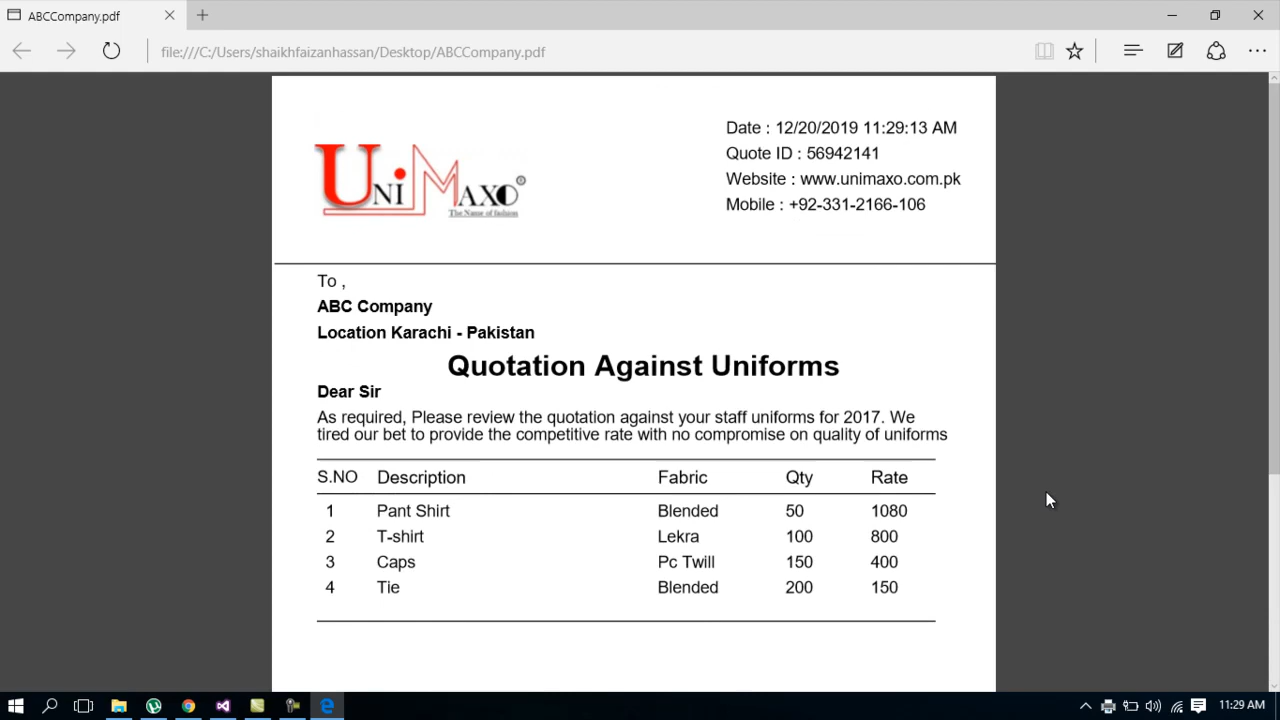 ABCCompany.pdf
file:///C:/Users/shaikhfaizanhassan/Desktop/ABCCompany.pdf
UNIMAXO®
The Name of fashion
Date : 12/20/2019 11:29:13 AM
Quote ID : 56942141
Website : www.unimaxo.com.pk
Mobile : +92-331-2166-106
To ,
ABC Company
Location Karachi - Pakistan
Quotation Against Uniforms
Dear Sir
As required, Please review the quotation against your staff uniforms for 2017. We
tired our bet to provide the competitive rate with no compromise on quality of uniforms
S.NO Description Fabric Qty Rate
1 Pant Shirt Blended 50 1080
2 T-shirt Lekra 100 800
3 Caps Pc Twill 150 400
4 Tie Blended 200 150
11:29 AM